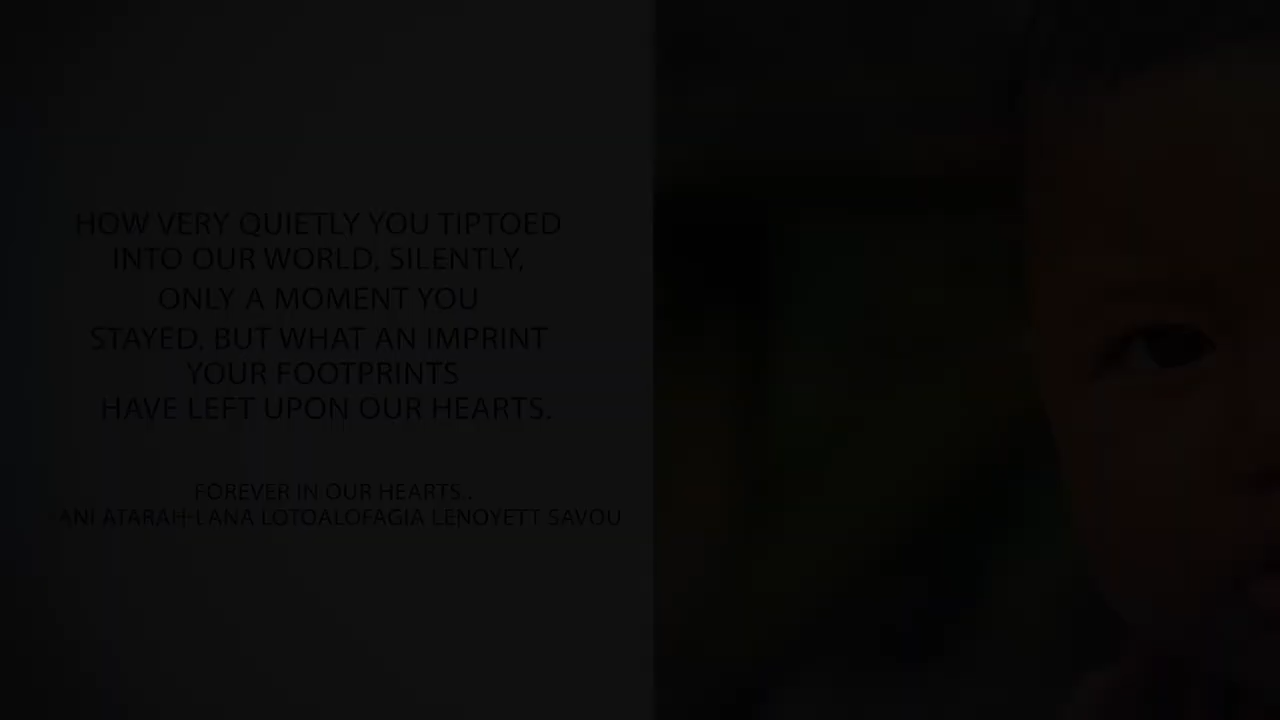 HOW VERY QUIETLY YOU TIPTOED
INTO OUR WORLD, SILENTLY,
ONLY A MOMENT YOU
STAYED, BUT WHAT AN IMPRINT
YOUR FOOTPRINTS
HAVE LEFT UPON OUR HEARTS.
FOREVER IN OUR HEARTS..
ANI ATARAH-LANA LOTOALOFAGIA LENOYETT SAVOU